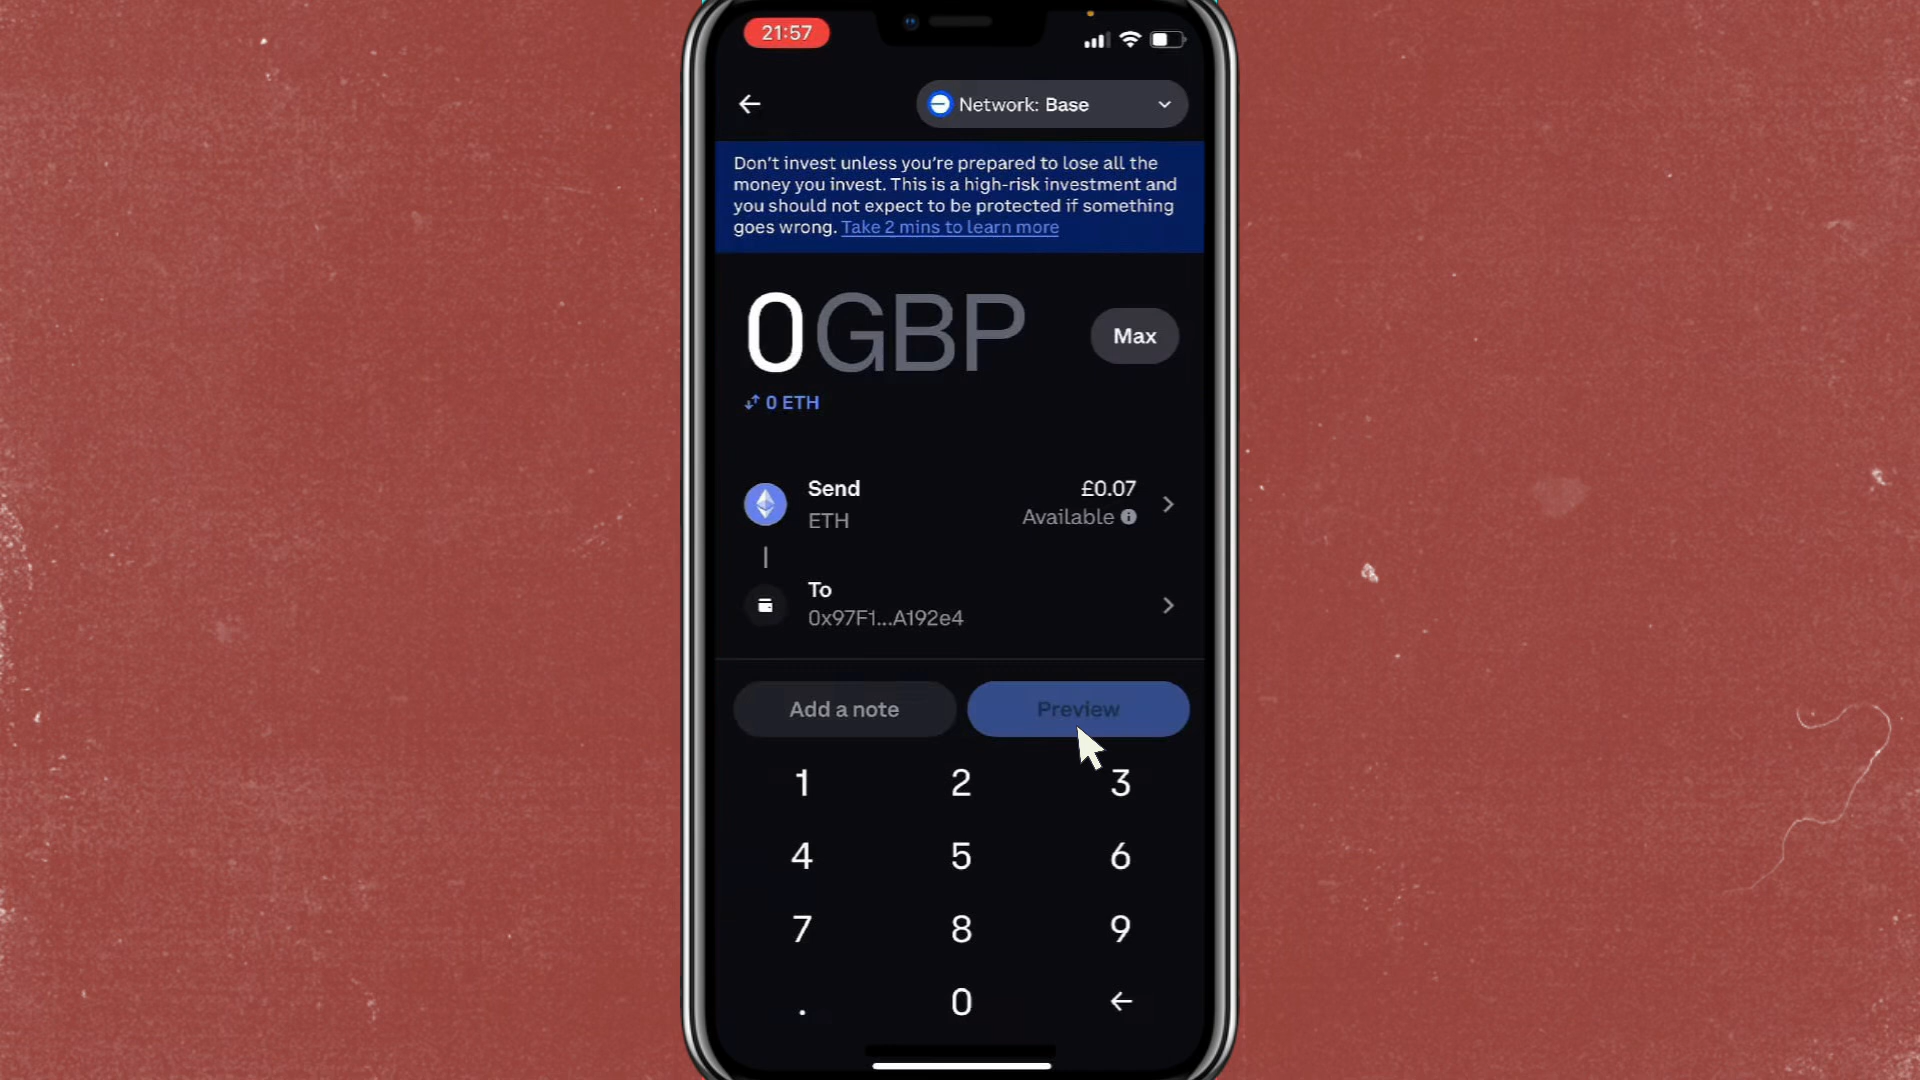 21:57
Network: Base
Don't invest unless you're prepared to lose all the
money you invest. This is a high-risk investment and
you should not expect to be protected if something
goes wrong. Take 2 mins to learn more
0GBP
Max
0 ETH
Send
£0.07
ETH
Available
To
0x97F1...A192e4
Add a note
Preview
1 2 3
4 5 6
7 8 9
. 0